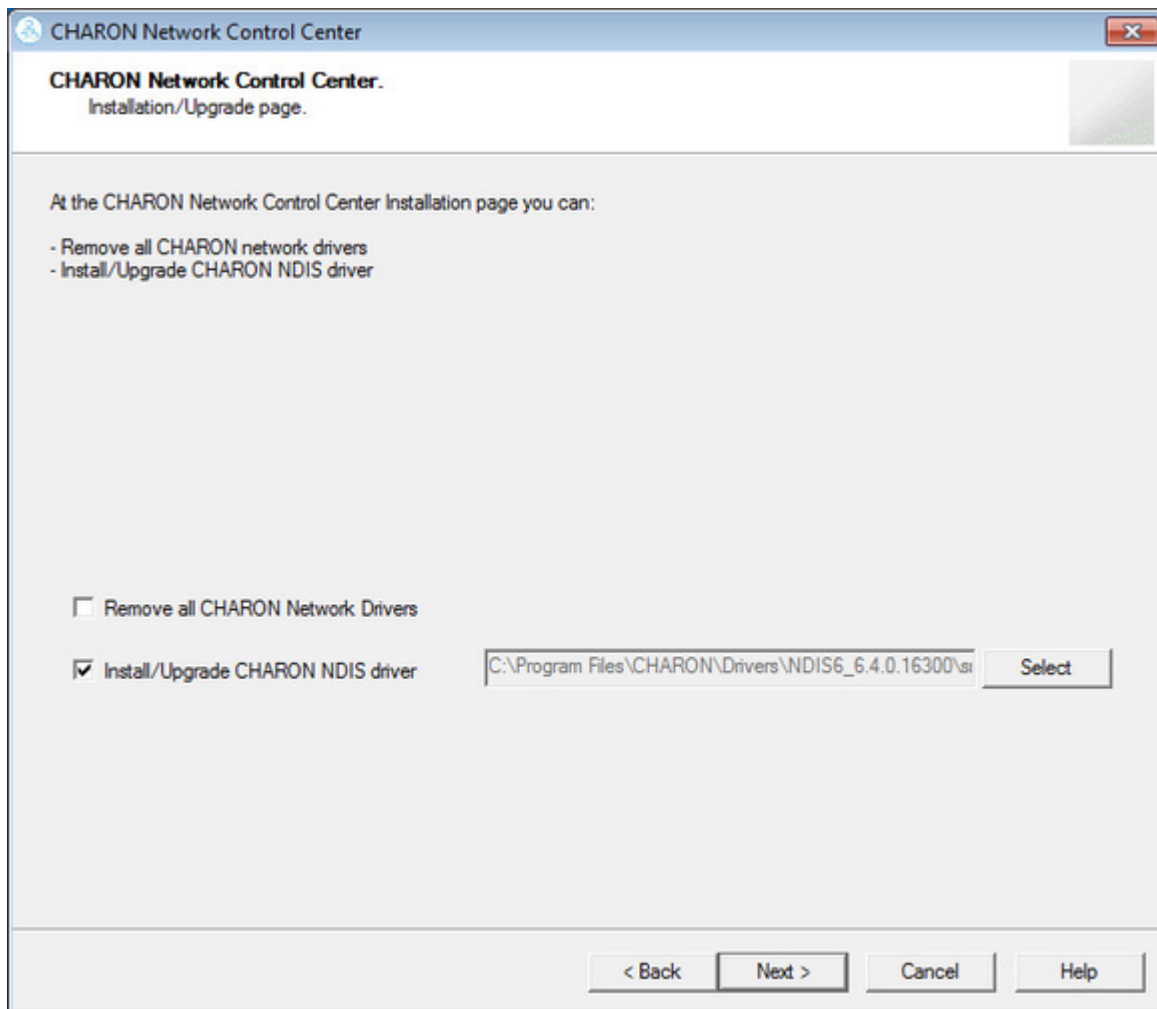 CHARON Network Control Center
CHARON Network Control Center.
Installation/Upgrade page.
At the CHARON Network Control Center Installation page you can:
- Remove all CHARON network drivers
- Install/Upgrade CHARON NDIS driver
Remove all CHARON Network Drivers
Install/Upgrade CHARON NDIS driver
C:\Program Files\CHARON\Drivers\NDIS6_6.4.0.16300\
Select
< Back
Next >
Cancel
Help